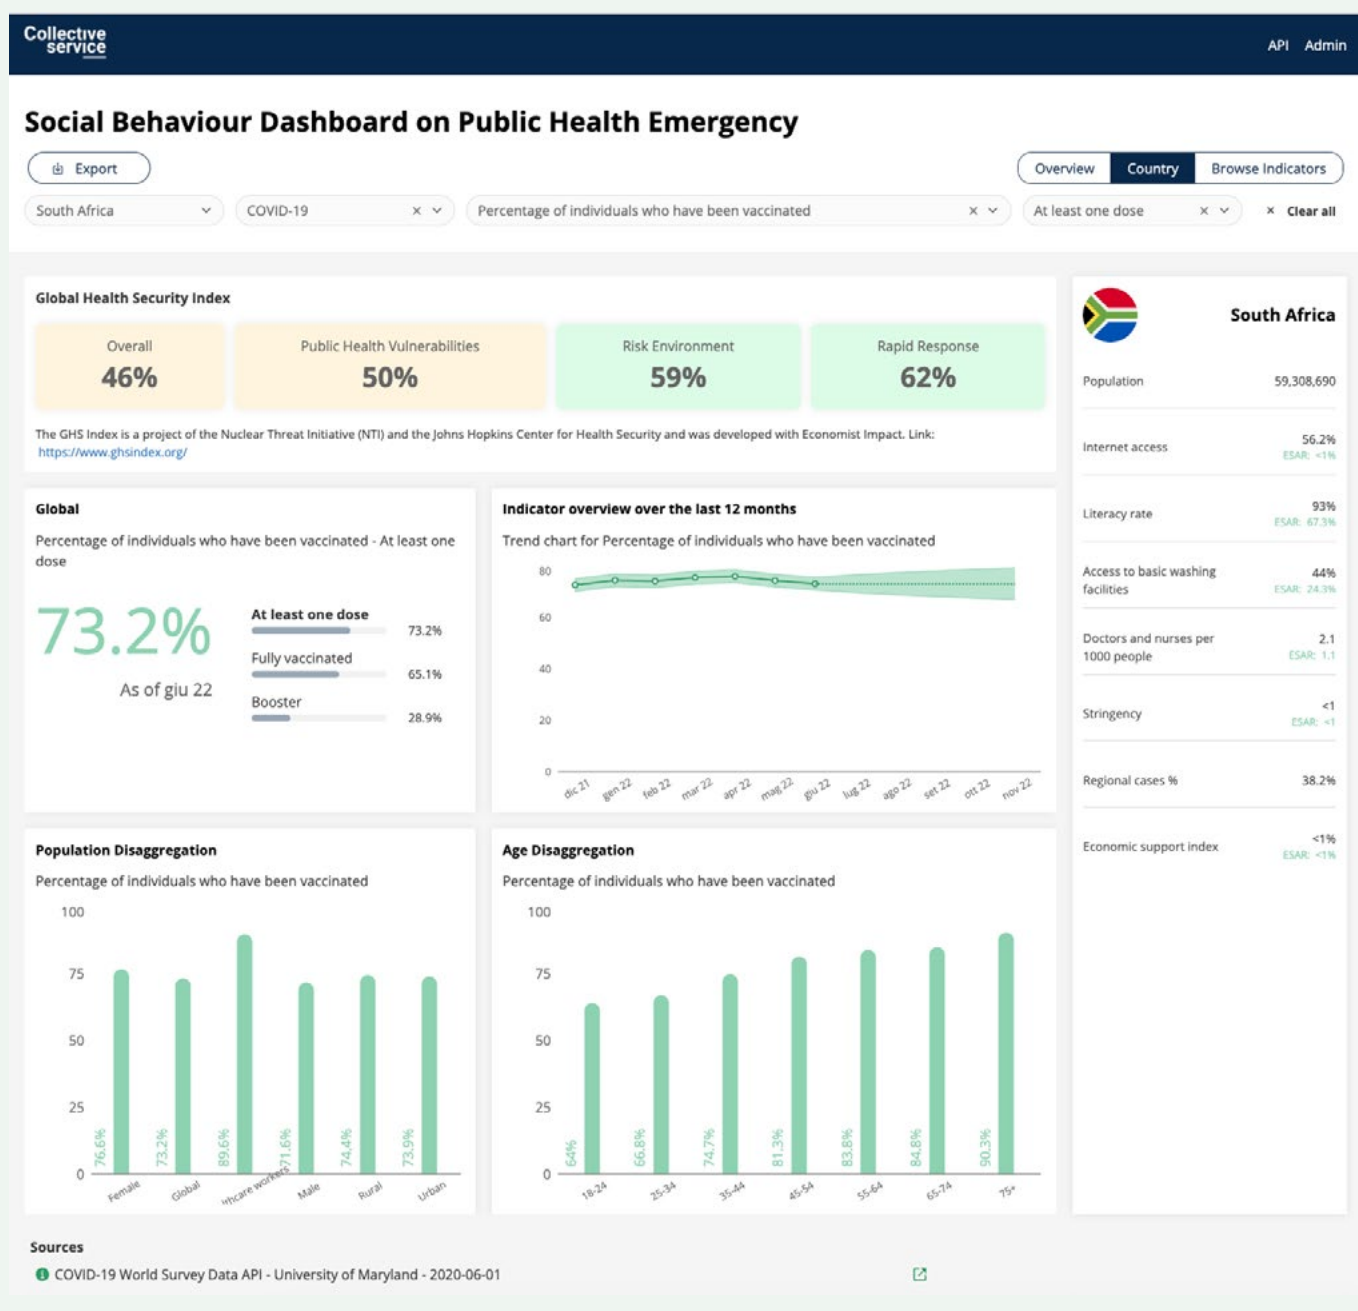 Collective
service
API Admin
Social Behaviour Dashboard on Public Health Emergency
Export
Overview Country Browse Indicators
South Africa COVID-19 Percentage of individuals who have been vaccinated At least one dose Clear all
Global Health Security Index
Overall
46%
Public Health Vulnerabilities
50%
Risk Environment
59%
Rapid Response
62%
The GHS Index is a project of the Nuclear Threat Initiative (NTI) and the Johns Hopkins Center for Health Security and was developed with Economist Impact. Link:
https://www.ghsindex.org/
Global
Percentage of individuals who have been vaccinated - At least one
dose
73.2%
As of giu 22
At least one dose
73.2%
Fully vaccinated
65.1%
Booster
28.9%
Indicator overview over the last 12 months
Trend chart for Percentage of individuals who have been vaccinated
80
60
40
20
0
dic 21 gen 22 feb 22 mar 22 apr 22 mag 22 giu 22 lug 22 ago 22 set 22 ott 22 nov 22
Population Disaggregation
Percentage of individuals who have been vaccinated
100
75
50
25
0
76.6% 73.2% 89.6% 71.6% 74.4% 73.9%
Female Global lthcare workers Male Rural Urban
Age Disaggregation
Percentage of individuals who have been vaccinated
100
75
50
25
0
64% 66.8% 74.7% 81.3% 83.8% 84.8% 90.3%
18-24 25-34 35-44 45-54 55-64 65-74 75+
South Africa
Population 59,308,690
Internet access 56.2%
ESAR: <1%
Literacy rate 93%
ESAR: 67.3%
Access to basic washing
facilities 44%
ESAR: 24.3%
Doctors and nurses per
1000 people 2.1
ESAR: 1.1
Stringency <1
ESAR: <1
Regional cases % 38.2%
Economic support index <1%
ESAR: <1%
Sources
COVID-19 World Survey Data API - University of Maryland - 2020-06-01